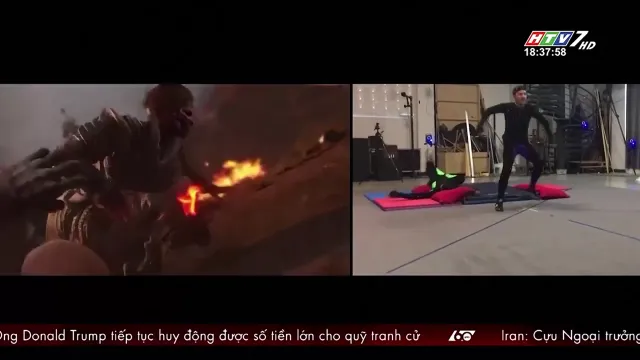 HTV7 HD
18:37:58
Ông Donald Trump tiếp tục huy động được số tiền lớn cho quỹ tranh cử 60 Iran: Cựu Ngoại trưởng